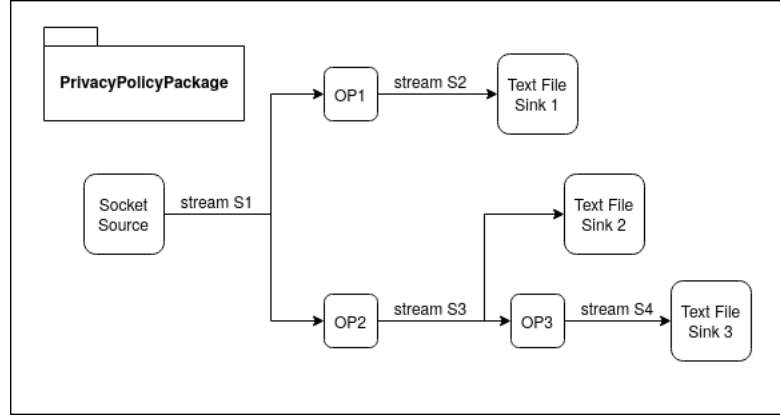 PrivacyPolicyPackage
Socket
Source
stream S1
OP1
stream S2
Text File
Sink 1
OP2
stream S3
Text File
Sink 2
OP3
stream S4
Text File
Sink 3